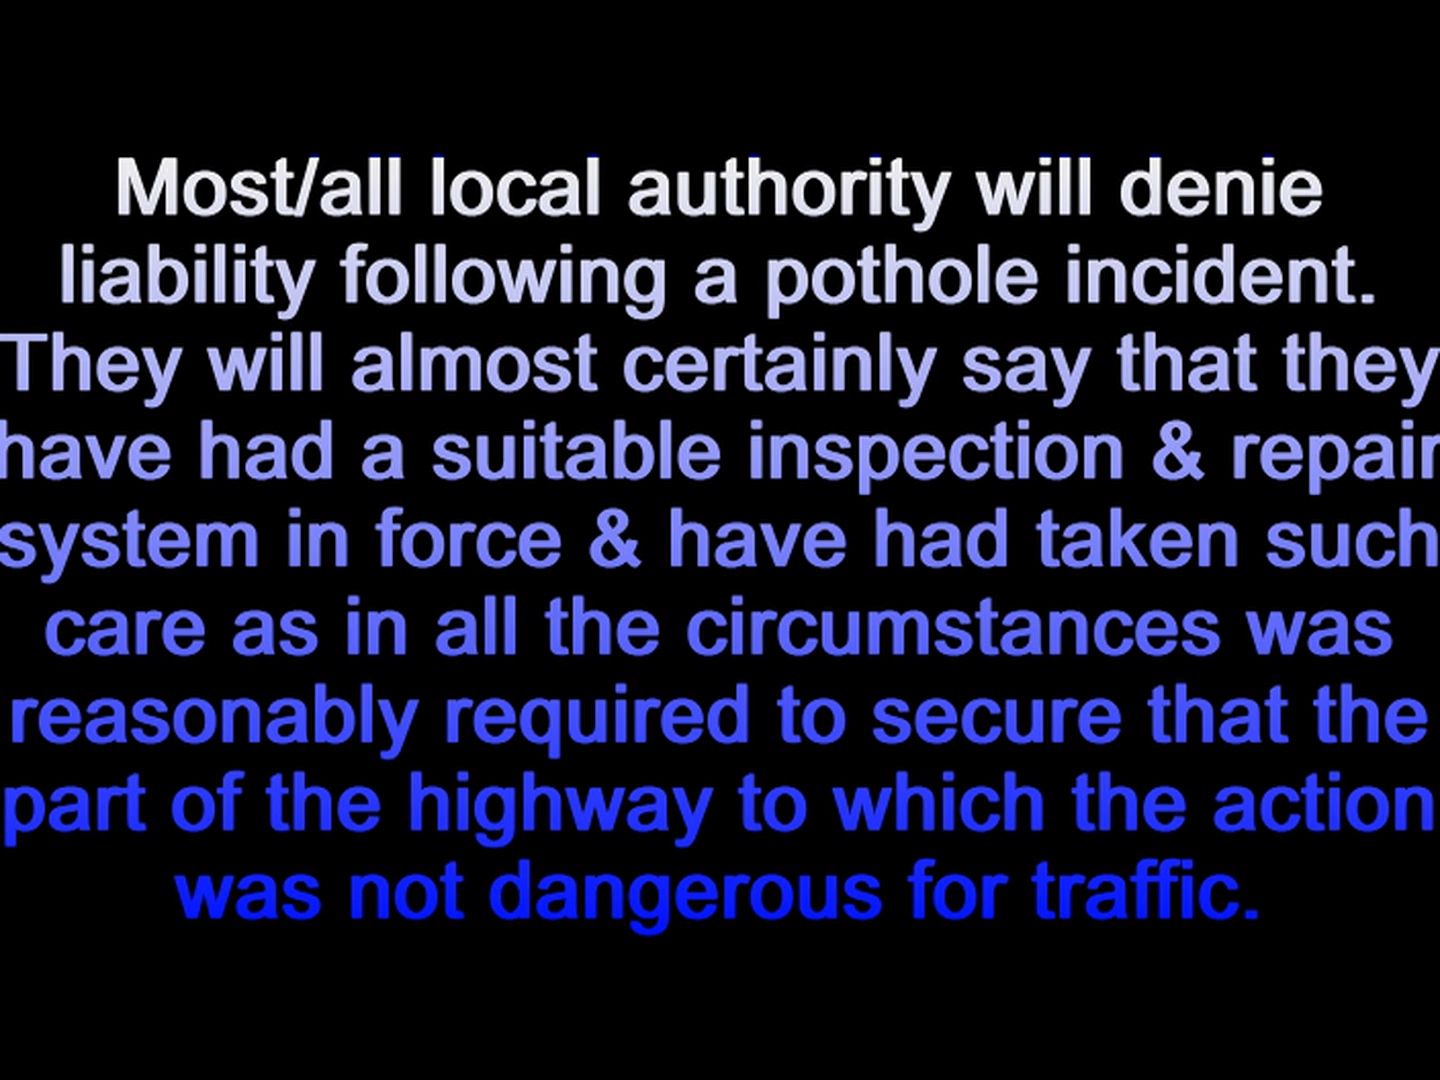 Most/all local authority will denie
liability following a pothole incident.
They will almost certainly say that they
have had a suitable inspection & repair
system in force & have had taken such
care as in all the circumstances was
reasonably required to secure that the
part of the highway to which the action
was not dangerous for traffic.